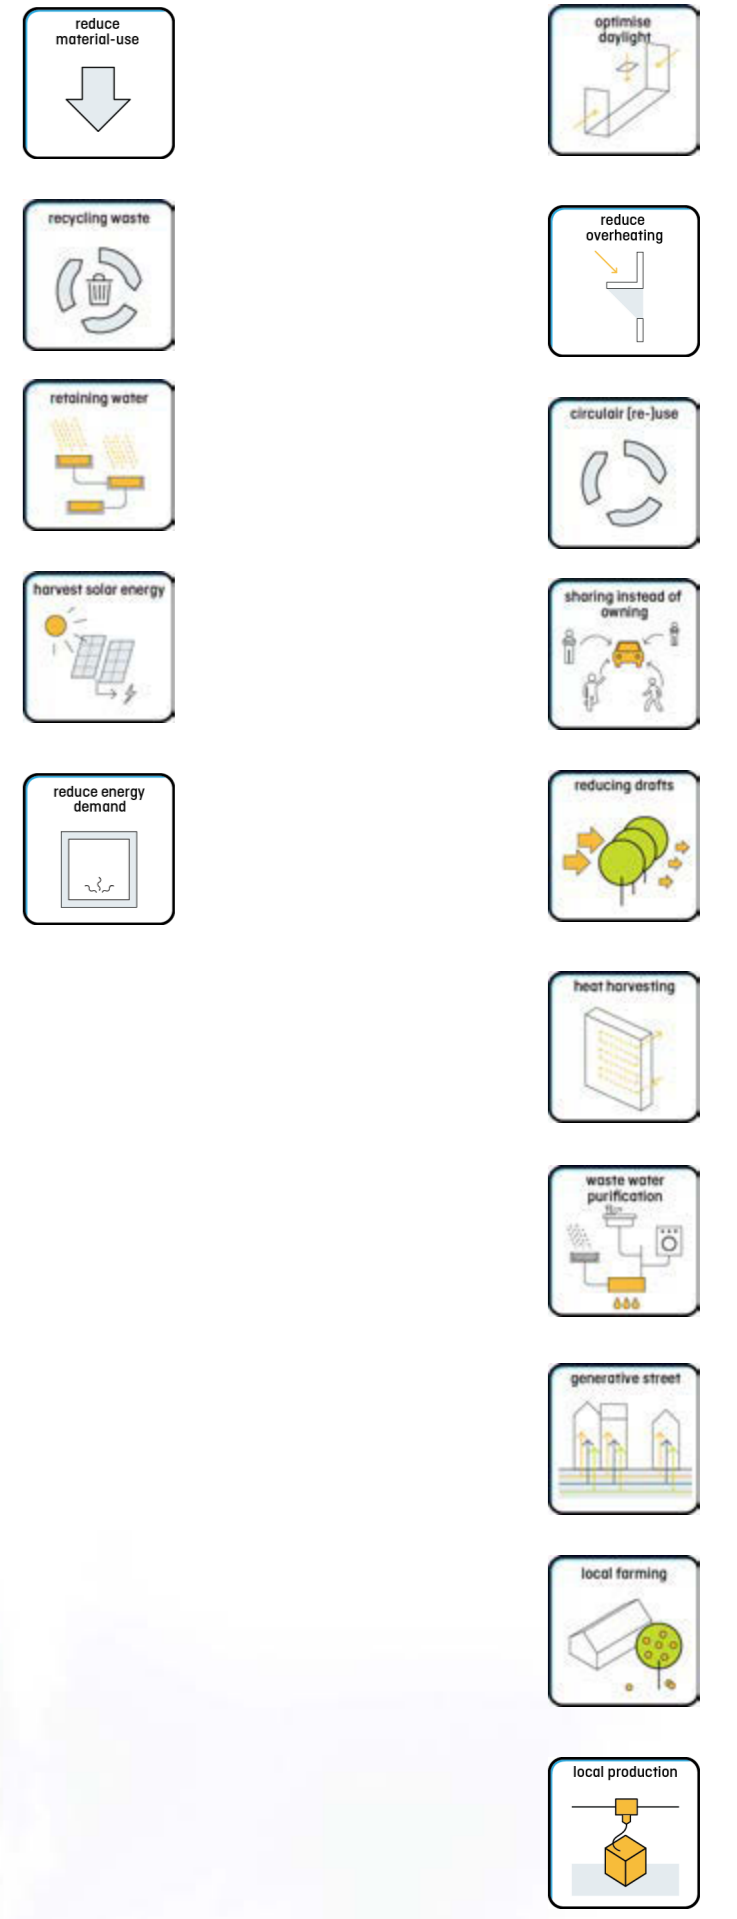 reduce
material-use
recycling waste
retaining water
harvest solar energy
reduce energy
demand
optimise
daylight
reduce
overheating
circulair (re-)use
sharing instead of
owning
reducing drafts
heat harvesting
waste water
purification
generative street
local farming
local production